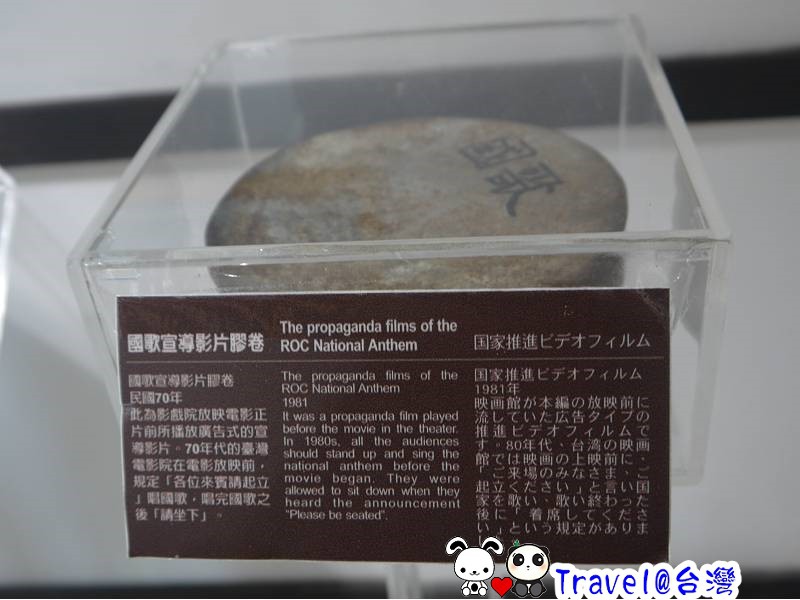 國歌
國歌宣導影片膠卷
國歌宣導影片膠卷
民國70年
此為影戲院放映電影正
片前所播放廣告式的宣
導影片。70年代的臺灣
電影院在電影放映前，
規定「各位來賓請起立
」唱國歌，唱完國歌之
後「請坐下」。
The propaganda films of the
ROC National Anthem
The propaganda films of the
ROC National Anthem
1981
It was a propaganda film played
before the movie in the theater.
In 1980s, all the audiences
should stand up and sing the
national anthem before the
movie began. They were
allowed to sit down when they
heard the announcement
"Please be seated".
国家推進ビデオフィルム
国家推進ビデオフィルム
1981年
映画館が本編の放映前に
流していた広告タイプの
推進ビデオフィルムで
す。80年代、台湾の映画
館では映画の上映前に、
「ご来場のみなさま、ご
起立ください」と言い国
家を歌い、歌い終わった
後に「着席してくださ
い」という規定がありま
Travel@台灣